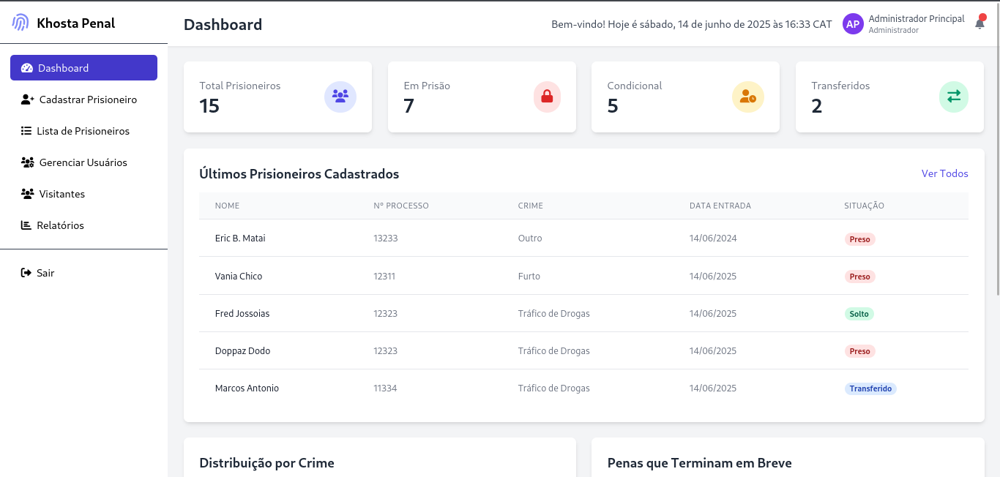 Khosta Penal
Dashboard
Cadastrar Prisioneiro
Lista de Prisioneiros
Gerenciar Usuários
Visitantes
Relatórios
Sair
Dashboard
Bem-vindo! Hoje é sábado, 14 de junho de 2025 às 16:33 CAT
AP
Administrador Principal
Administrador
Total Prisioneiros
15
Em Prisão
7
Condicional
5
Transferidos
2
Últimos Prisioneiros Cadastrados
Ver Todos
NOME Nº PROCESSO CRIME DATA ENTRADA SITUAÇÃO
Eric B. Matai 13233 Outro 14/06/2024 Preso
Vania Chico 12311 Furto 14/06/2025 Preso
Fred Jossoias 12323 Tráfico de Drogas 14/06/2025 Solto
Doppaz Dodo 12323 Tráfico de Drogas 14/06/2025 Preso
Marcos Antonio 11334 Tráfico de Drogas 14/06/2025 Transferido
Distribuição por Crime
Penas que Terminam em Breve